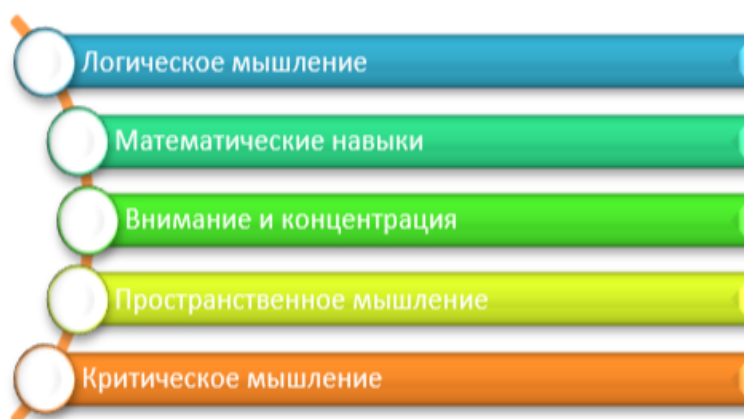 Логическое мышление
Математические навыки
Внимание и концентрация
Пространственное мышление
Критическое мышление